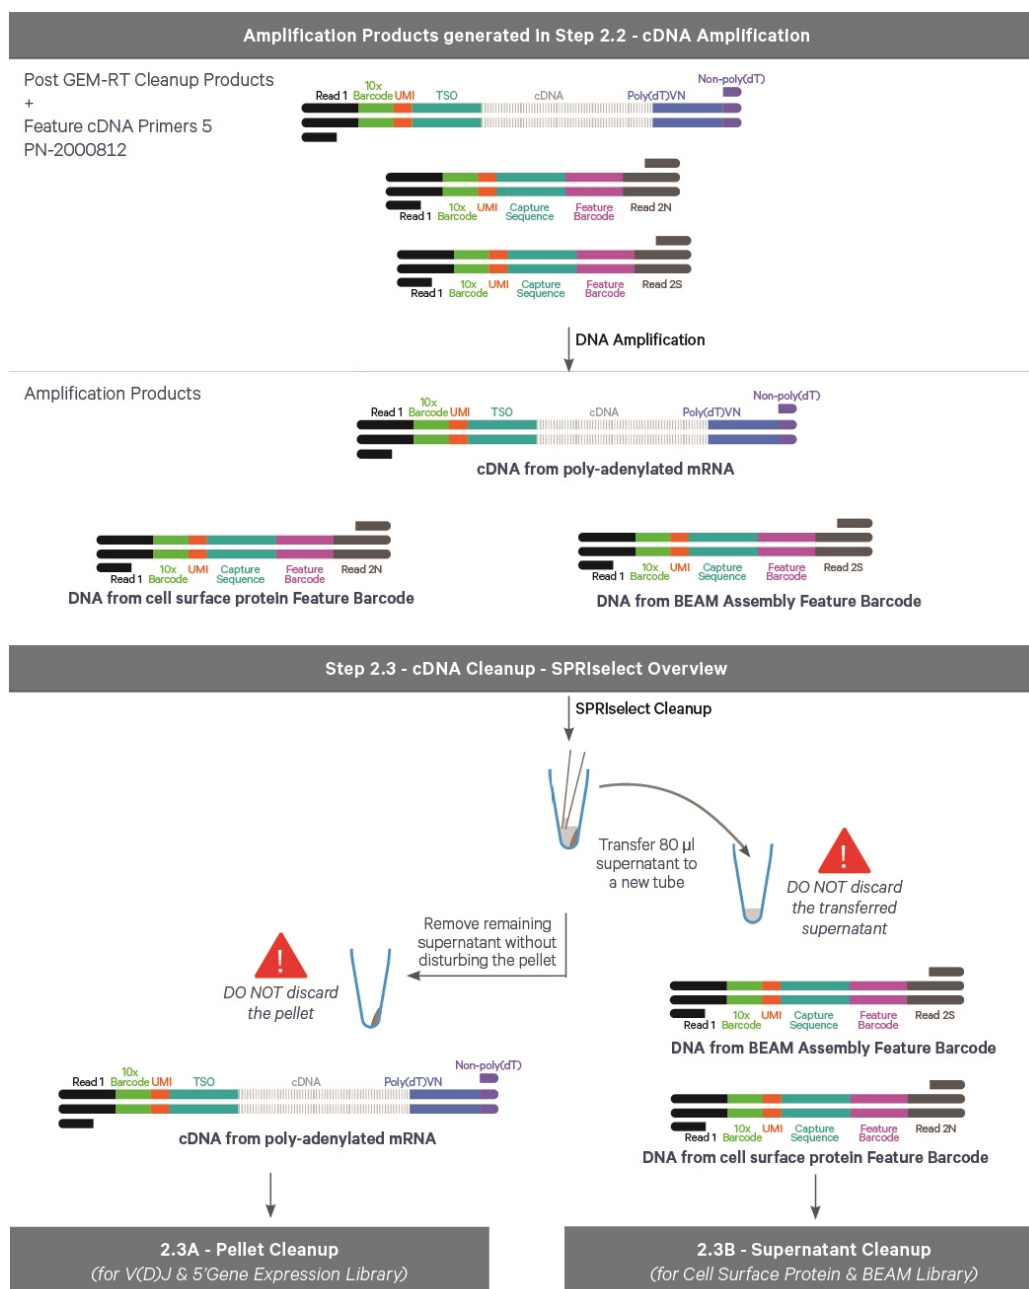 Amplification Products generated in Step 2.2 - cDNA Amplification
Post GEM-RT Cleanup Products
+
Feature cDNA Primers 5
PN-2000812
Read 1
10x
Barcode
UMI
TSO
cDNA
Poly(dT)VN
Non-poly(dT)
Read 1
10x
Barcode
UMI
Capture
Sequence
Feature
Barcode
Read 2N
Read 1
10x
Barcode
UMI
Capture
Sequence
Feature
Barcode
Read 2S
DNA Amplification
Amplification Products
Read 1
10x
Barcode
UMI
TSO
cDNA
Poly(dT)VN
Non-poly(dT)
cDNA from poly-adenylated mRNA
Read 1
10x
Barcode
UMI
Capture
Sequence
Feature
Barcode
Read 2N
DNA from cell surface protein Feature Barcode
Read 1
10x
Barcode
UMI
Capture
Sequence
Feature
Barcode
Read 2S
DNA from BEAM Assembly Feature Barcode
Step 2.3 - cDNA Cleanup - SPRIselect Overview
SPRIselect Cleanup
Transfer 80 µl
supernatant to
a new tube
!
DO NOT discard
the transferred
supernatant
Remove remaining
supernatant without
disturbing the pellet
!
DO NOT discard
the pellet
Read 1
10x
Barcode
UMI
Capture
Sequence
Feature
Barcode
Read 2S
DNA from BEAM Assembly Feature Barcode
Read 1
10x
Barcode
UMI
TSO
cDNA
Poly(dT)VN
Non-poly(dT)
cDNA from poly-adenylated mRNA
Read 1
10x
Barcode
UMI
Capture
Sequence
Feature
Barcode
Read 2N
DNA from cell surface protein Feature Barcode
2.3A - Pellet Cleanup
(for V(D)J & 5'Gene Expression Library)
2.3B - Supernatant Cleanup
(for Cell Surface Protein & BEAM Library)